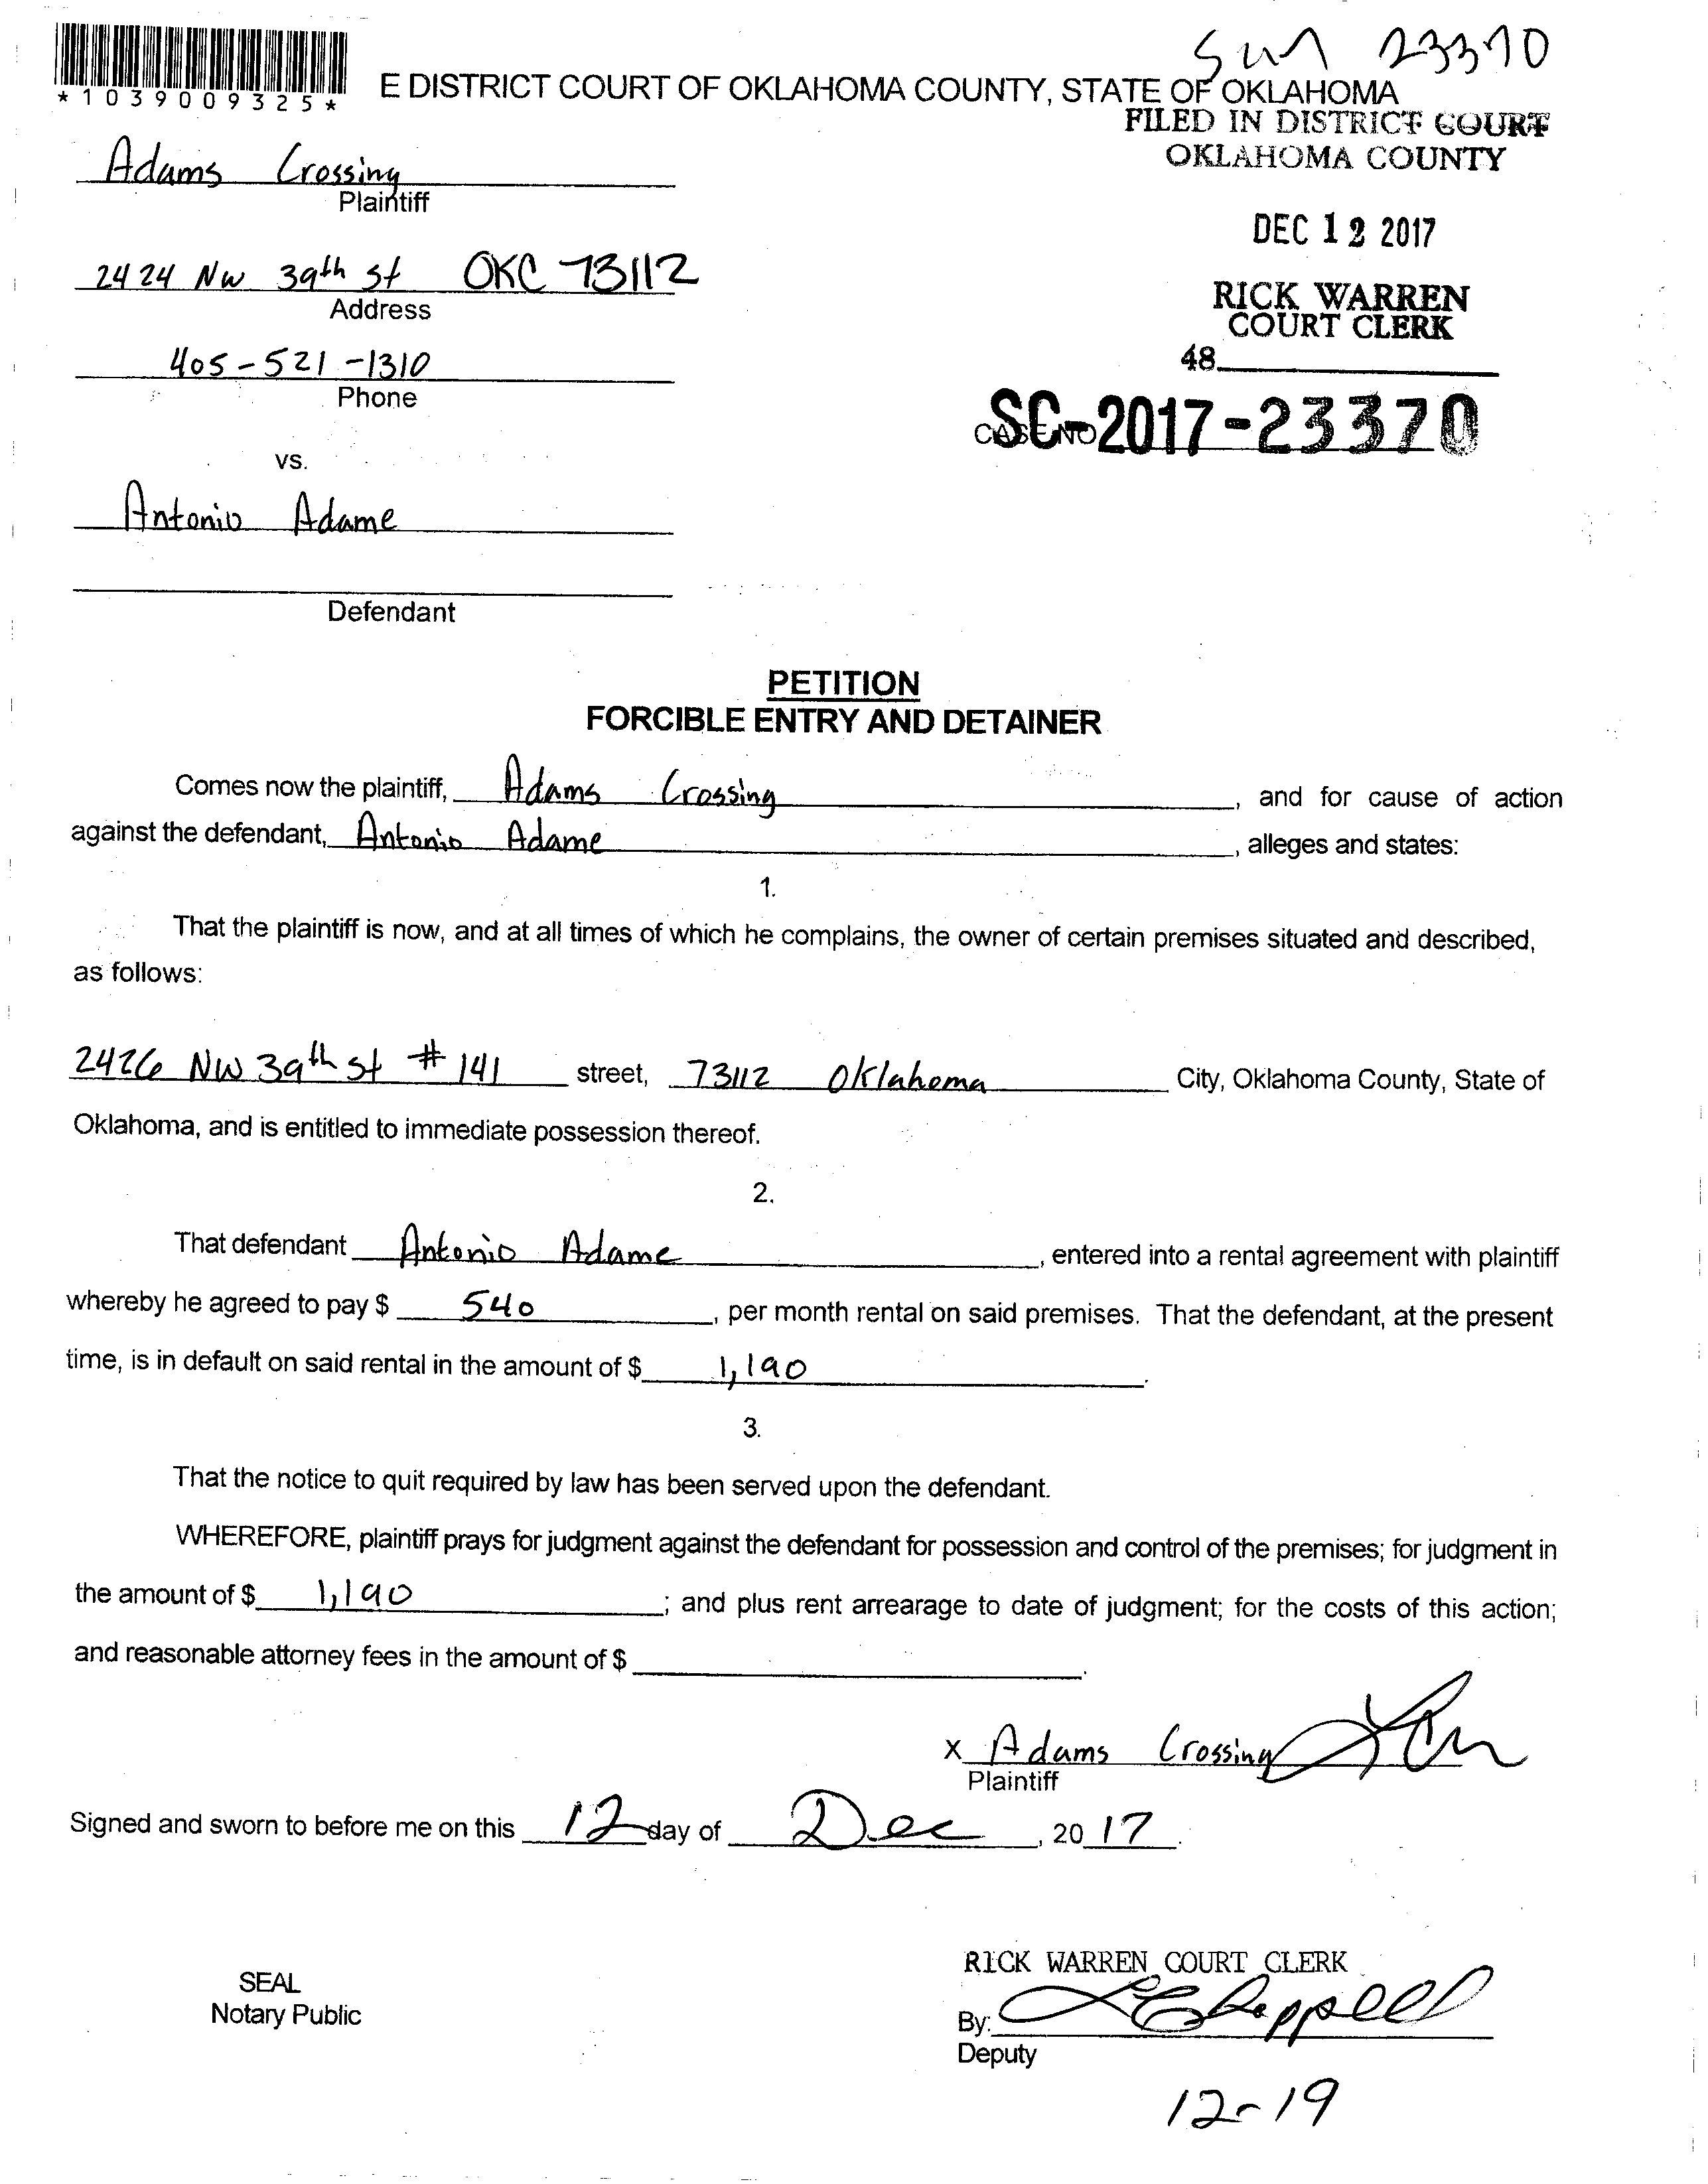 Sum 23370
*1039009325*
E DISTRICT COURT OF OKLAHOMA COUNTY, STATE OF OKLAHOMA
FILED IN DISTRICT COURT
OKLAHOMA COUNTY
Adams Crossing
Plaintiff
DEC 12 2017
2424 NW 39th St OKC 73112
Address
RICK WARREN
COURT CLERK
405-521-1310
48
Phone
CASE NO SC-2017-23370
vs.
Antonio Adame
Defendant
PETITION
FORCIBLE ENTRY AND DETAINER
Comes now the plaintiff, Adams Crossing, and for cause of action
against the defendant, Antonio Adame, alleges and states:
1.
That the plaintiff is now, and at all times of which he complains, the owner of certain premises situated and described,
as follows:
2426 NW 39th St # 141 street, 73112 Oklahoma City, Oklahoma County, State of
Oklahoma, and is entitled to immediate possession thereof.
2.
That defendant Antonio Adame, entered into a rental agreement with plaintiff
whereby he agreed to pay $ 540, per month rental on said premises. That the defendant, at the present
time, is in default on said rental in the amount of $ 1,190.
3.
That the notice to quit required by law has been served upon the defendant.
WHEREFORE, plaintiff prays for judgment against the defendant for possession and control of the premises; for judgment in
the amount of $ 1,190; and plus rent arrearage to date of judgment; for the costs of this action;
and reasonable attorney fees in the amount of $ .
X Adams Crossing
Plaintiff
Signed and sworn to before me on this 12 day of Dec, 20 17.
RICK WARREN COURT CLERK
SEAL
Notary Public
By: Chappell
Deputy
12-19